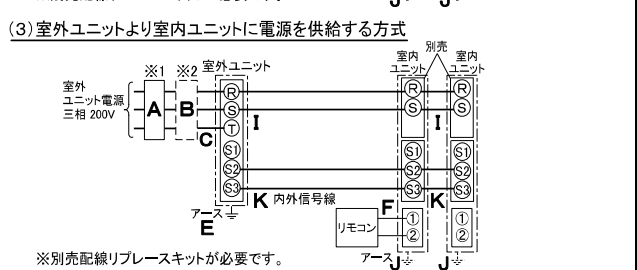 (3)室外ユニットより室内ユニットに電源を供給する方式
別売
※1 ※2 室外ユニット
室内ユニット
室内ユニット
室外
ユニット電源
三相 200V
A B
C
R R R
S S S
T
I I
S1 S1 S1
S2 S2 S2
S3 S3 S3
K 内外信号線 K
アース
E
F
リモコン
① ①
② ②
アース J J
※別売配線リプレースキットが必要です。